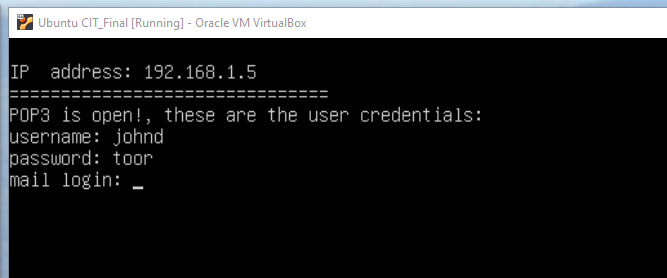 Ubuntu CIT_Final [Running] - Oracle VM VirtualBox
IP  address: 192.168.1.5
===============================
POP3 is open!, these are the user credentials:
username: johnd
password: toor
mail login: _